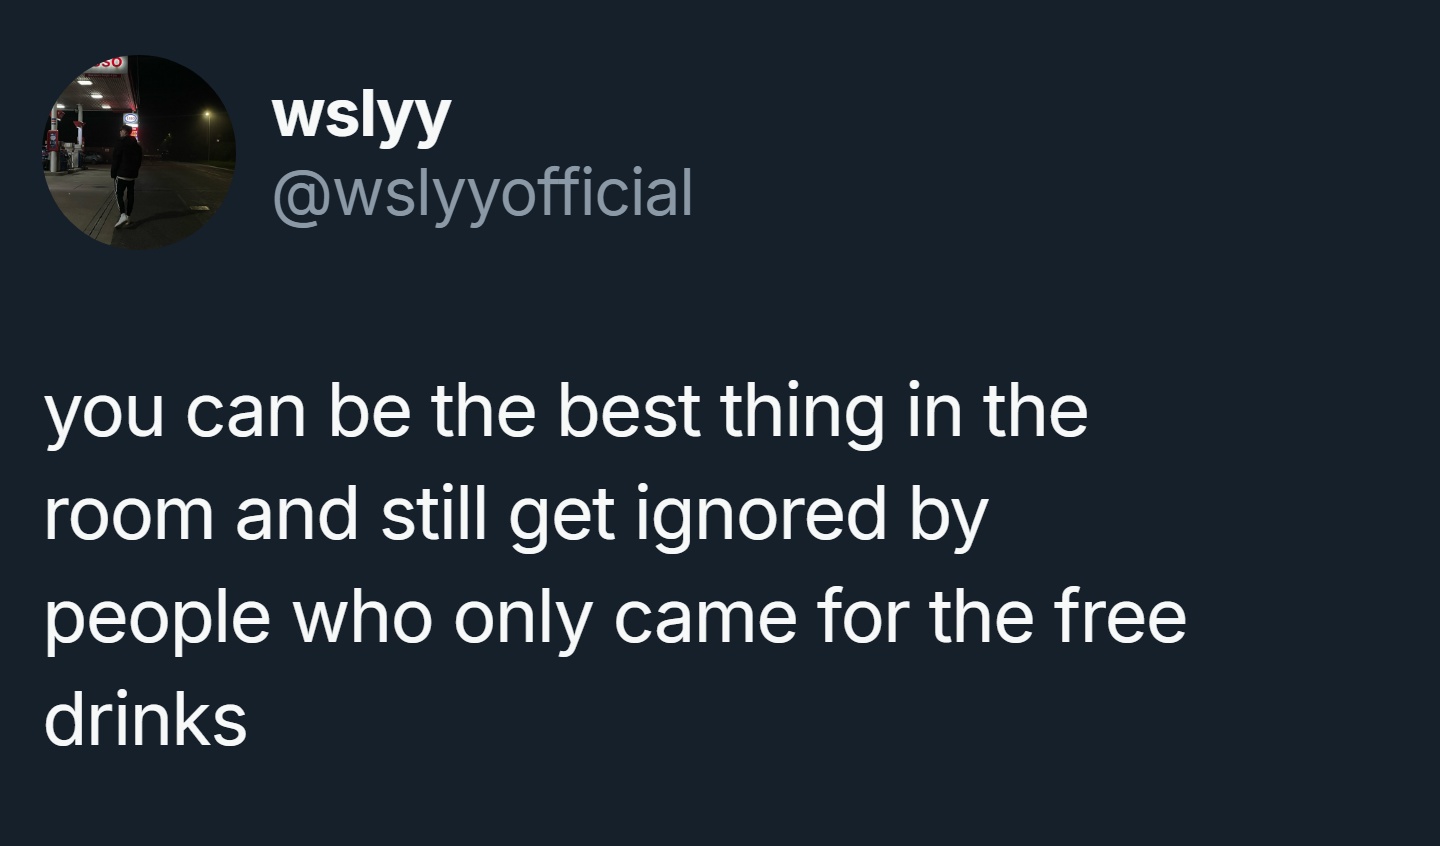 wslyy
@wslyyofficial
you can be the best thing in the
room and still get ignored by
people who only came for the free
drinks